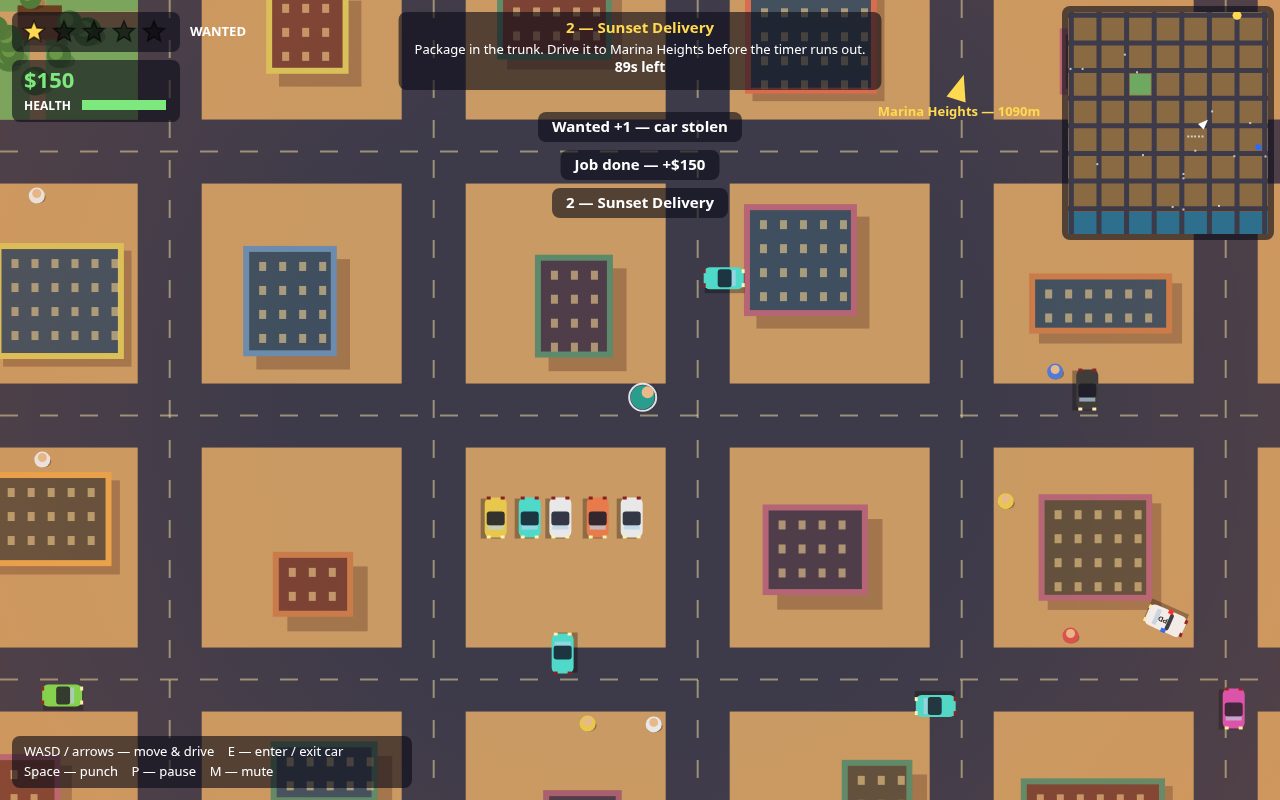 WANTED
$150
HEALTH
2 — Sunset Delivery
Package in the trunk. Drive it to Marina Heights before the timer runs out.
89s left
Marina Heights — 1090m
Wanted +1 — car stolen
Job done — +$150
2 — Sunset Delivery
WASD / arrows — move & drive E — enter / exit car
Space — punch P — pause M — mute